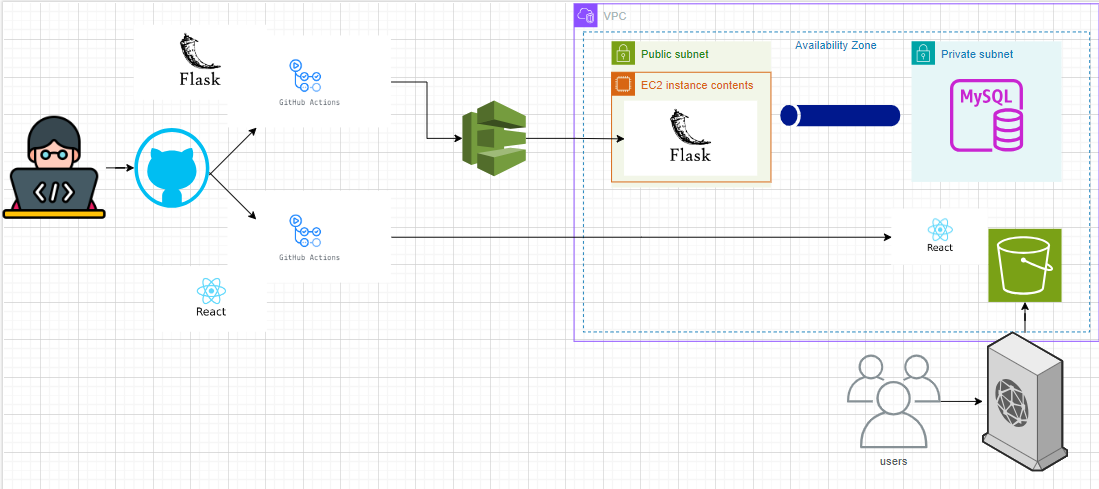 VPC
Availability Zone
Flask
GitHub Actions
Public subnet
EC2 instance contents
Flask
Private subnet
MySQL
</>
GitHub Actions
React
React
users